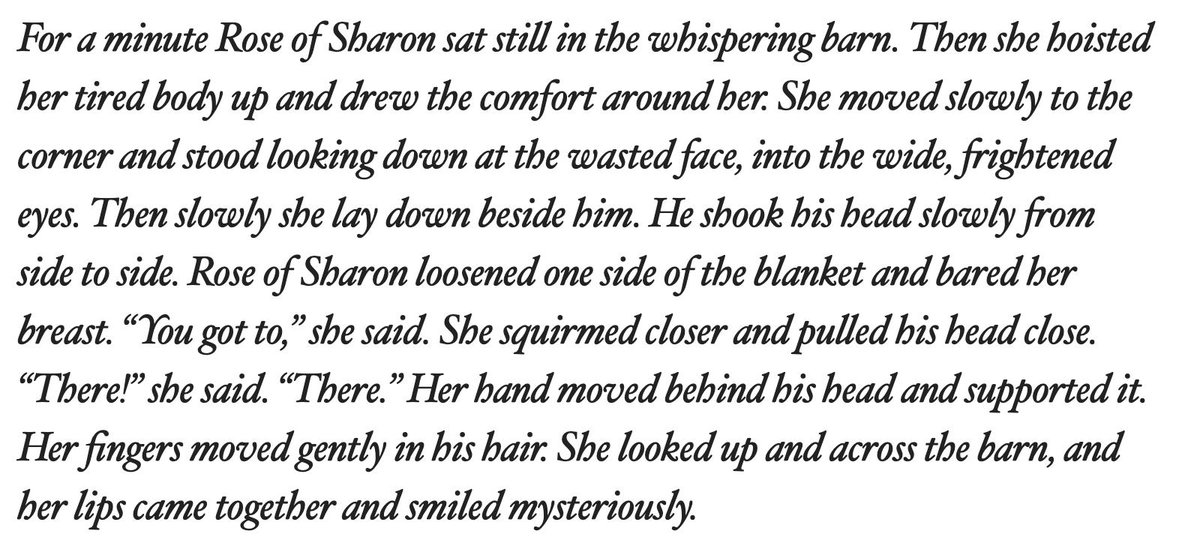 For a minute Rose of Sharon sat still in the whispering barn. Then she hoisted
her tired body up and drew the comfort around her. She moved slowly to the
corner and stood looking down at the wasted face, into the wide, frightened
eyes. Then slowly she lay down beside him. He shook his head slowly from
side to side. Rose of Sharon loosened one side of the blanket and bared her
breast. “You got to,” she said. She squirmed closer and pulled his head close.
“There!” she said. “There.” Her hand moved behind his head and supported it.
Her fingers moved gently in his hair. She looked up and across the barn, and
her lips came together and smiled mysteriously.